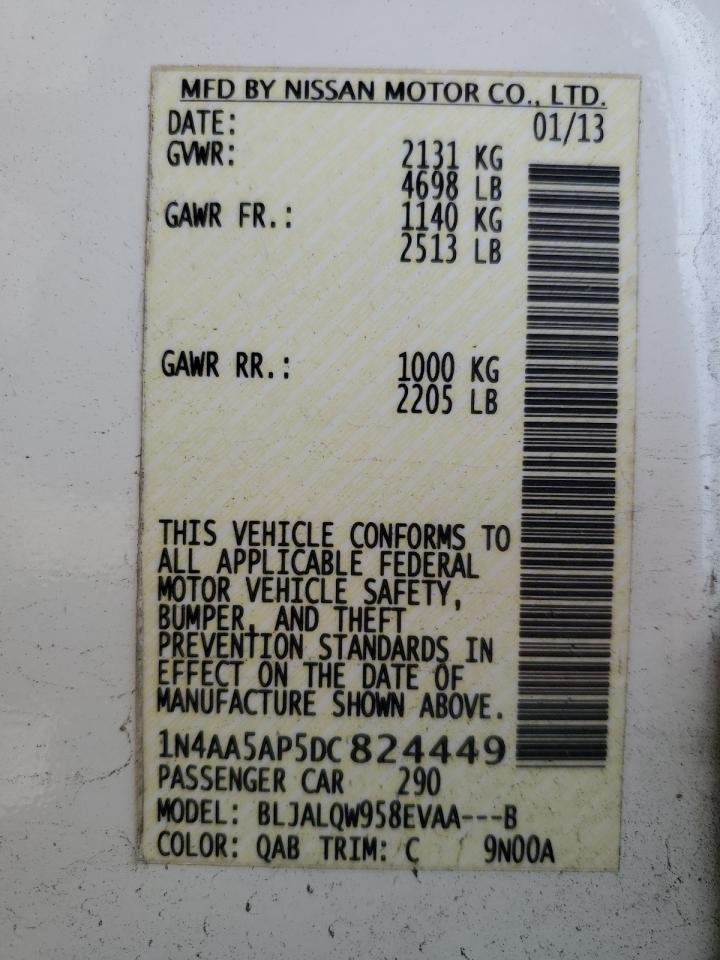 MFD BY NISSAN MOTOR CO., LTD.
DATE: 01/13
GVWR: 2131 KG
4698 LB
GAWR FR.: 1140 KG
2513 LB
GAWR RR.: 1000 KG
2205 LB
THIS VEHICLE CONFORMS TO
ALL APPLICABLE FEDERAL
MOTOR VEHICLE SAFETY,
BUMPER, AND THEFT
PREVENTION STANDARDS IN
EFFECT ON THE DATE OF
MANUFACTURE SHOWN ABOVE.
1N4AA5AP5DC824449
PASSENGER CAR 290
MODEL: BLJALQW958EVAA---B
COLOR: QAB TRIM: C 9N00A